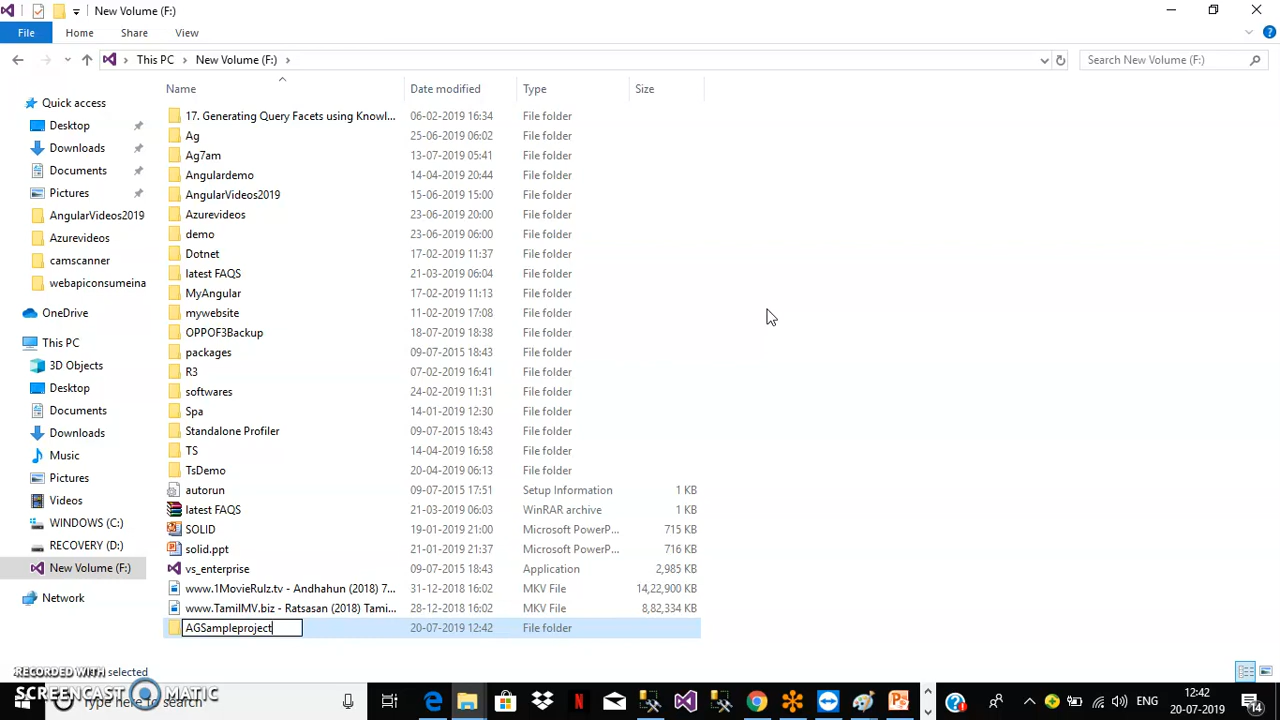 New Volume (F:)
File Home Share View
This PC New Volume (F:) Search New Volume (F:)
Name Date modified Type Size
Quick access
Desktop
Downloads
Documents
Pictures
AngularVideos2019
Azurevideos
camscanner
webapiconsumeina
OneDrive
This PC
3D Objects
Desktop
Documents
Downloads
Music
Pictures
Videos
WINDOWS (C:)
RECOVERY (D:)
New Volume (F:)
Network
17. Generating Query Facets using Knowl... 06-02-2019 16:34 File folder
Ag 25-06-2019 06:02 File folder
Ag7am 13-07-2019 05:41 File folder
Angulardemo 14-04-2019 20:44 File folder
AngularVideos2019 15-06-2019 15:00 File folder
Azurevideos 23-06-2019 20:00 File folder
demo 23-06-2019 06:00 File folder
Dotnet 17-02-2019 11:37 File folder
latest FAQS 21-03-2019 06:04 File folder
MyAngular 17-02-2019 11:13 File folder
mywebsite 11-02-2019 17:08 File folder
OPPOF3Backup 18-07-2019 18:38 File folder
packages 09-07-2015 18:43 File folder
R3 07-02-2019 16:41 File folder
softwares 24-02-2019 11:31 File folder
Spa 14-01-2019 12:30 File folder
Standalone Profiler 09-07-2015 18:43 File folder
TS 14-04-2019 16:58 File folder
TsDemo 20-04-2019 06:13 File folder
autorun 09-07-2015 17:51 Setup Information 1 KB
latest FAQS 21-03-2019 06:03 WinRAR archive 1 KB
SOLID 19-01-2019 21:00 Microsoft PowerP... 715 KB
solid.ppt 21-01-2019 21:37 Microsoft PowerP... 716 KB
vs_enterprise 09-07-2015 18:43 Application 2,985 KB
www.1MovieRulz.tv - Andhahun (2018) 7... 31-12-2018 16:02 MKV File 14,22,900 KB
www.TamilMV.biz - Ratsasan (2018) Tami... 28-12-2018 16:02 MKV File 8,82,334 KB
AGSampleproject 20-07-2019 12:42 File folder
selected
RECORDED WITH
SCREENCAST MATIC
Type here to search
ENG
12:42
20-07-2019
14